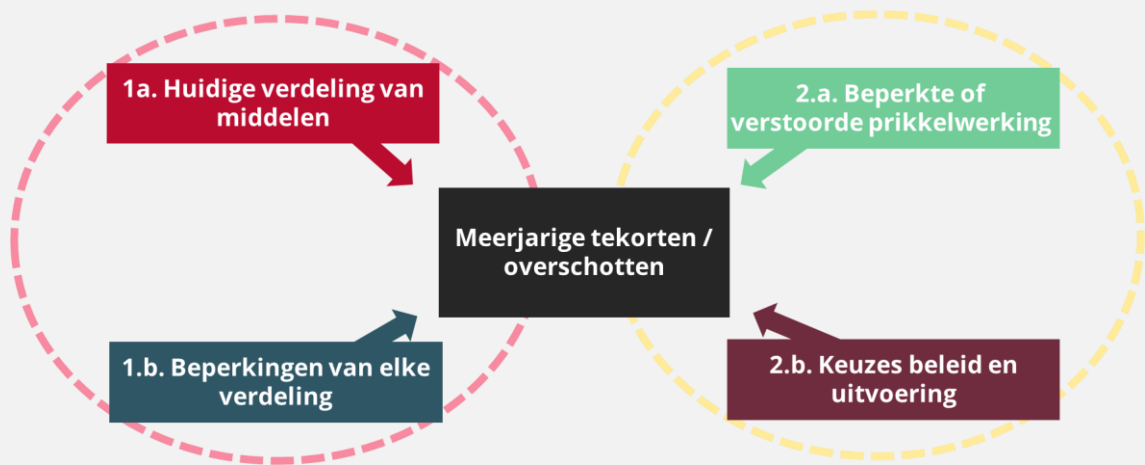 1a. Huidige verdeling van
middelen
2.a. Beperkte of
verstoorde prikkelwerking
Meerjarige tekorten /
overschotten
1.b. Beperkingen van elke
verdeling
2.b. Keuzes beleid en
uitvoering